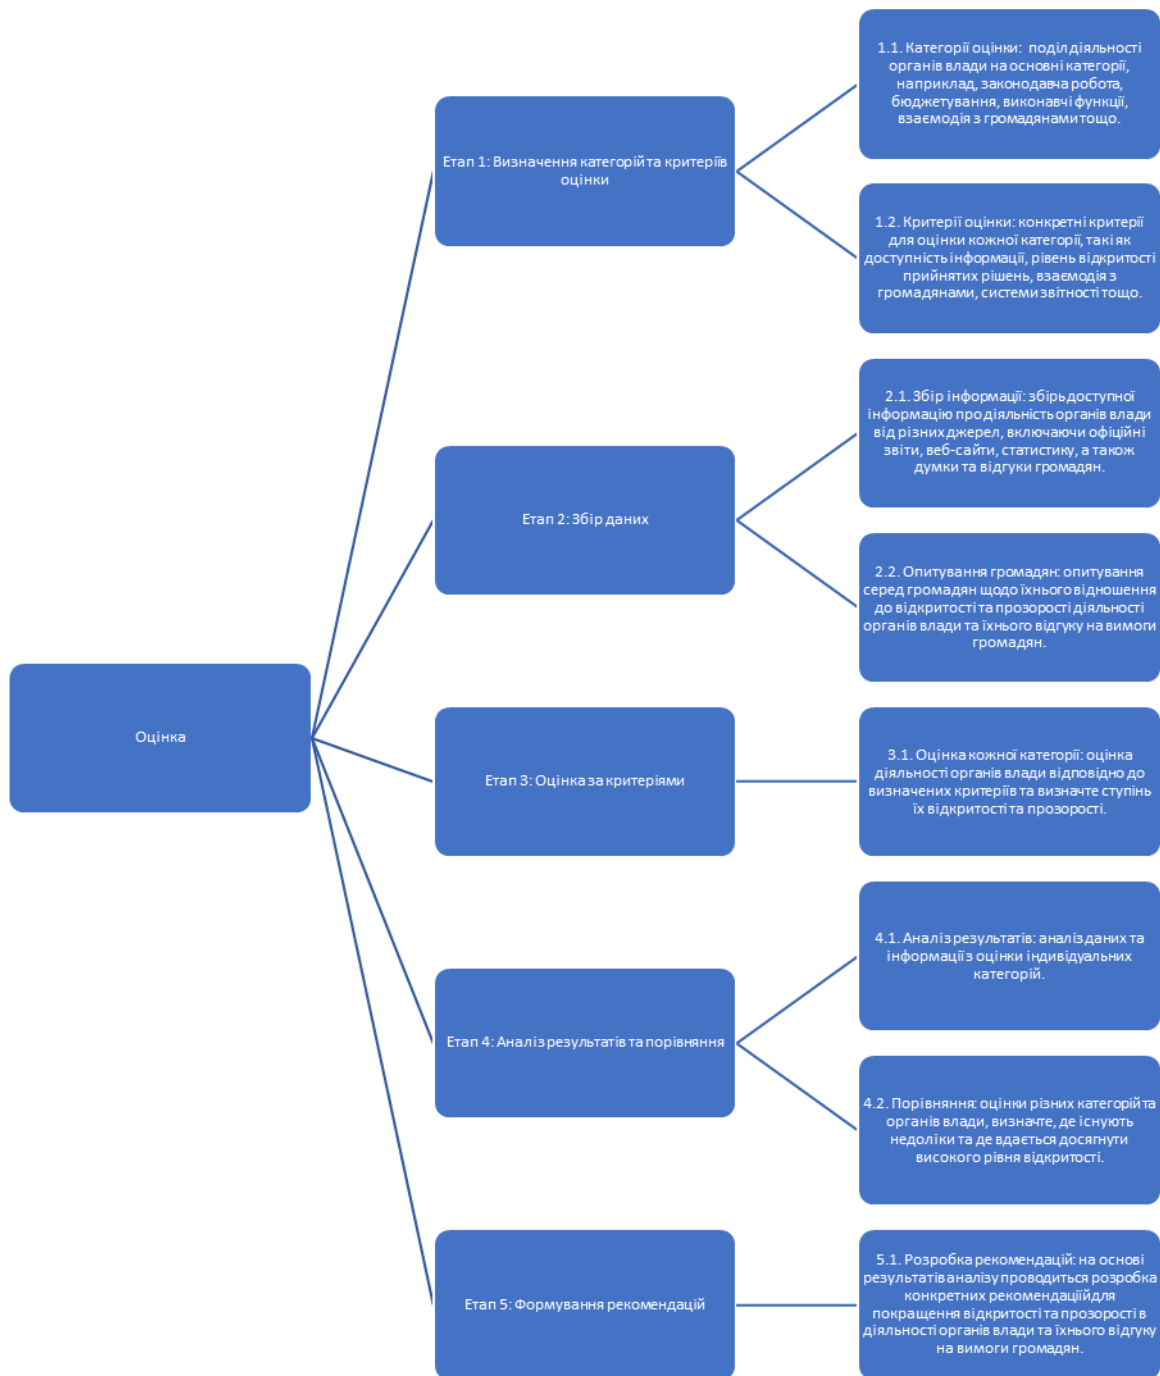 Оцінка
Етап 1: Визначення категорій та критеріїв
оцінки
1.1. Категорії оцінки: поділ діяльності
органів влади на основні категорії,
наприклад, законодавча робота,
бюджетування, виконавчі функції,
взаємодія з громадянами тощо.
1.2. Критерії оцінки: конкретні критерії
для оцінки кожної категорії, такі як
доступність інформації, рівень відкритості
прийнятих рішень, взаємодія з
громадянами, системи звітності тощо.
Етап 2: Збір даних
2.1. Збір інформації: збірь доступної
інформацію про діяльність органів влади
від різних джерел, включаючи офіційні
звіти, веб-сайти, статистику, а також
думки та відгуки громадян.
2.2. Опитування громадян: опитування
серед громадян щодо їхнього відношення
до відкритості та прозорості діяльності
органів влади та їхнього відгуку на вимоги
громадян.
Етап 3: Оцінка за критеріями
3.1. Оцінка кожної категорії: оцінка
діяльності органів влади відповідно до
визначених критеріїв та визначте ступінь
їх відкритості та прозорості.
Етап 4: Аналіз результатів та порівняння
4.1. Аналіз результатів: аналіз даних та
інформації з оцінки індивідуальних
категорій.
4.2. Порівняння: оцінки різних категорій та
органів влади, визначте, де існують
недоліки та де вдається досягнути
високого рівня відкритості.
Етап 5: Формування рекомендацій
5.1. Розробка рекомендацій: на основі
результатів аналізу проводиться розробка
конкретних рекомендаціїй для
покращення відкритості та прозорості в
діяльності органів влади та їхнього відгуку
на вимоги громадян.